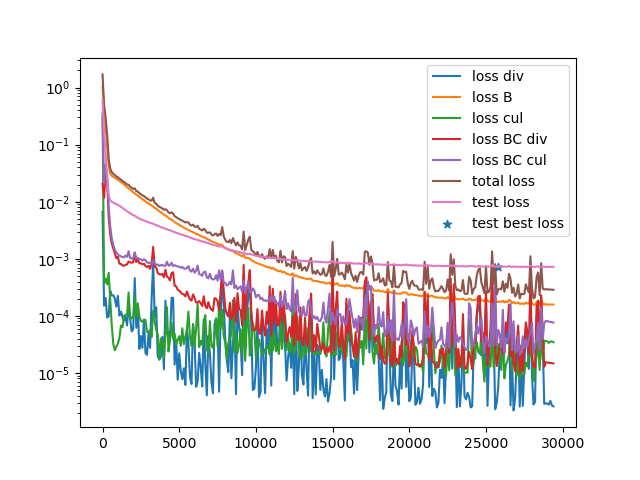 10⁰
10⁻¹
10⁻²
10⁻³
10⁻⁴
10⁻⁵
0 5000 10000 15000 20000 25000 30000
loss div
loss B
loss cul
loss BC div
loss BC cul
total loss
test loss
test best loss